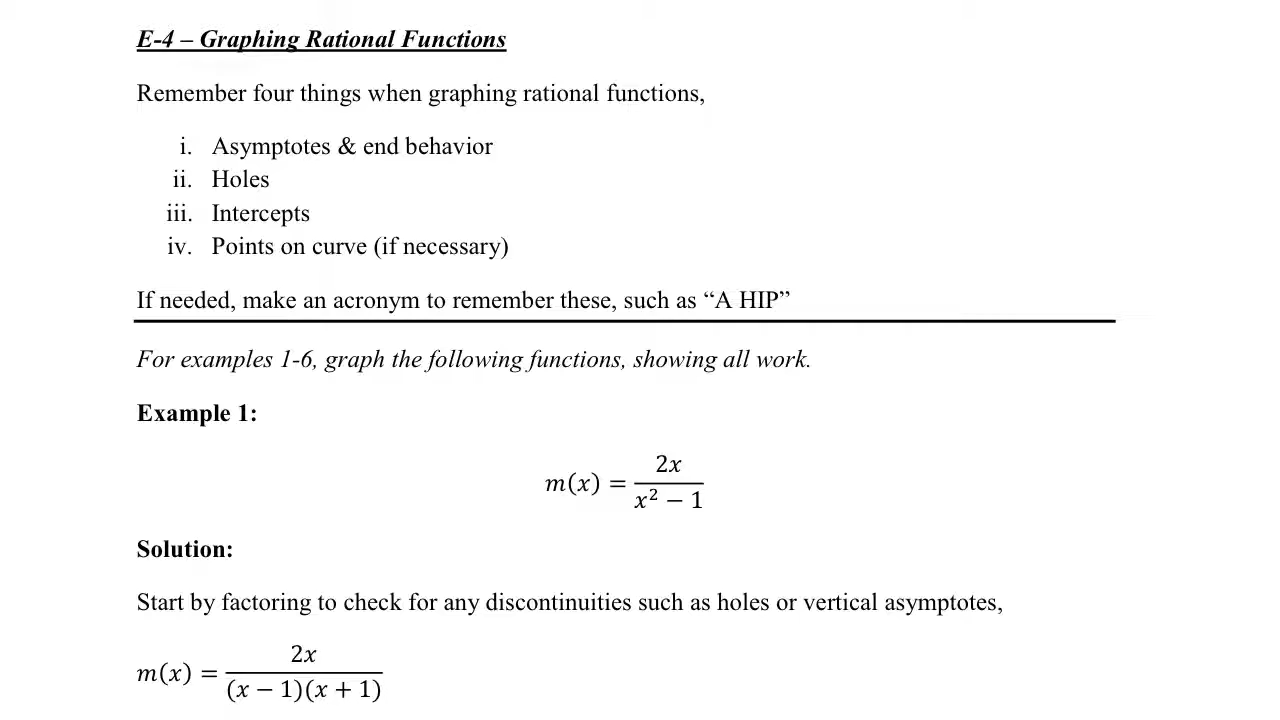 E-4 – Graphing Rational Functions
Remember four things when graphing rational functions,
i. Asymptotes & end behavior
ii. Holes
iii. Intercepts
iv. Points on curve (if necessary)
If needed, make an acronym to remember these, such as “A HIP”
For examples 1-6, graph the following functions, showing all work.
Example 1:
𝑚(𝑥) = 2𝑥 / 𝑥² − 1
Solution:
Start by factoring to check for any discontinuities such as holes or vertical asymptotes,
𝑚(𝑥) = 2𝑥 / (𝑥 − 1)(𝑥 + 1)